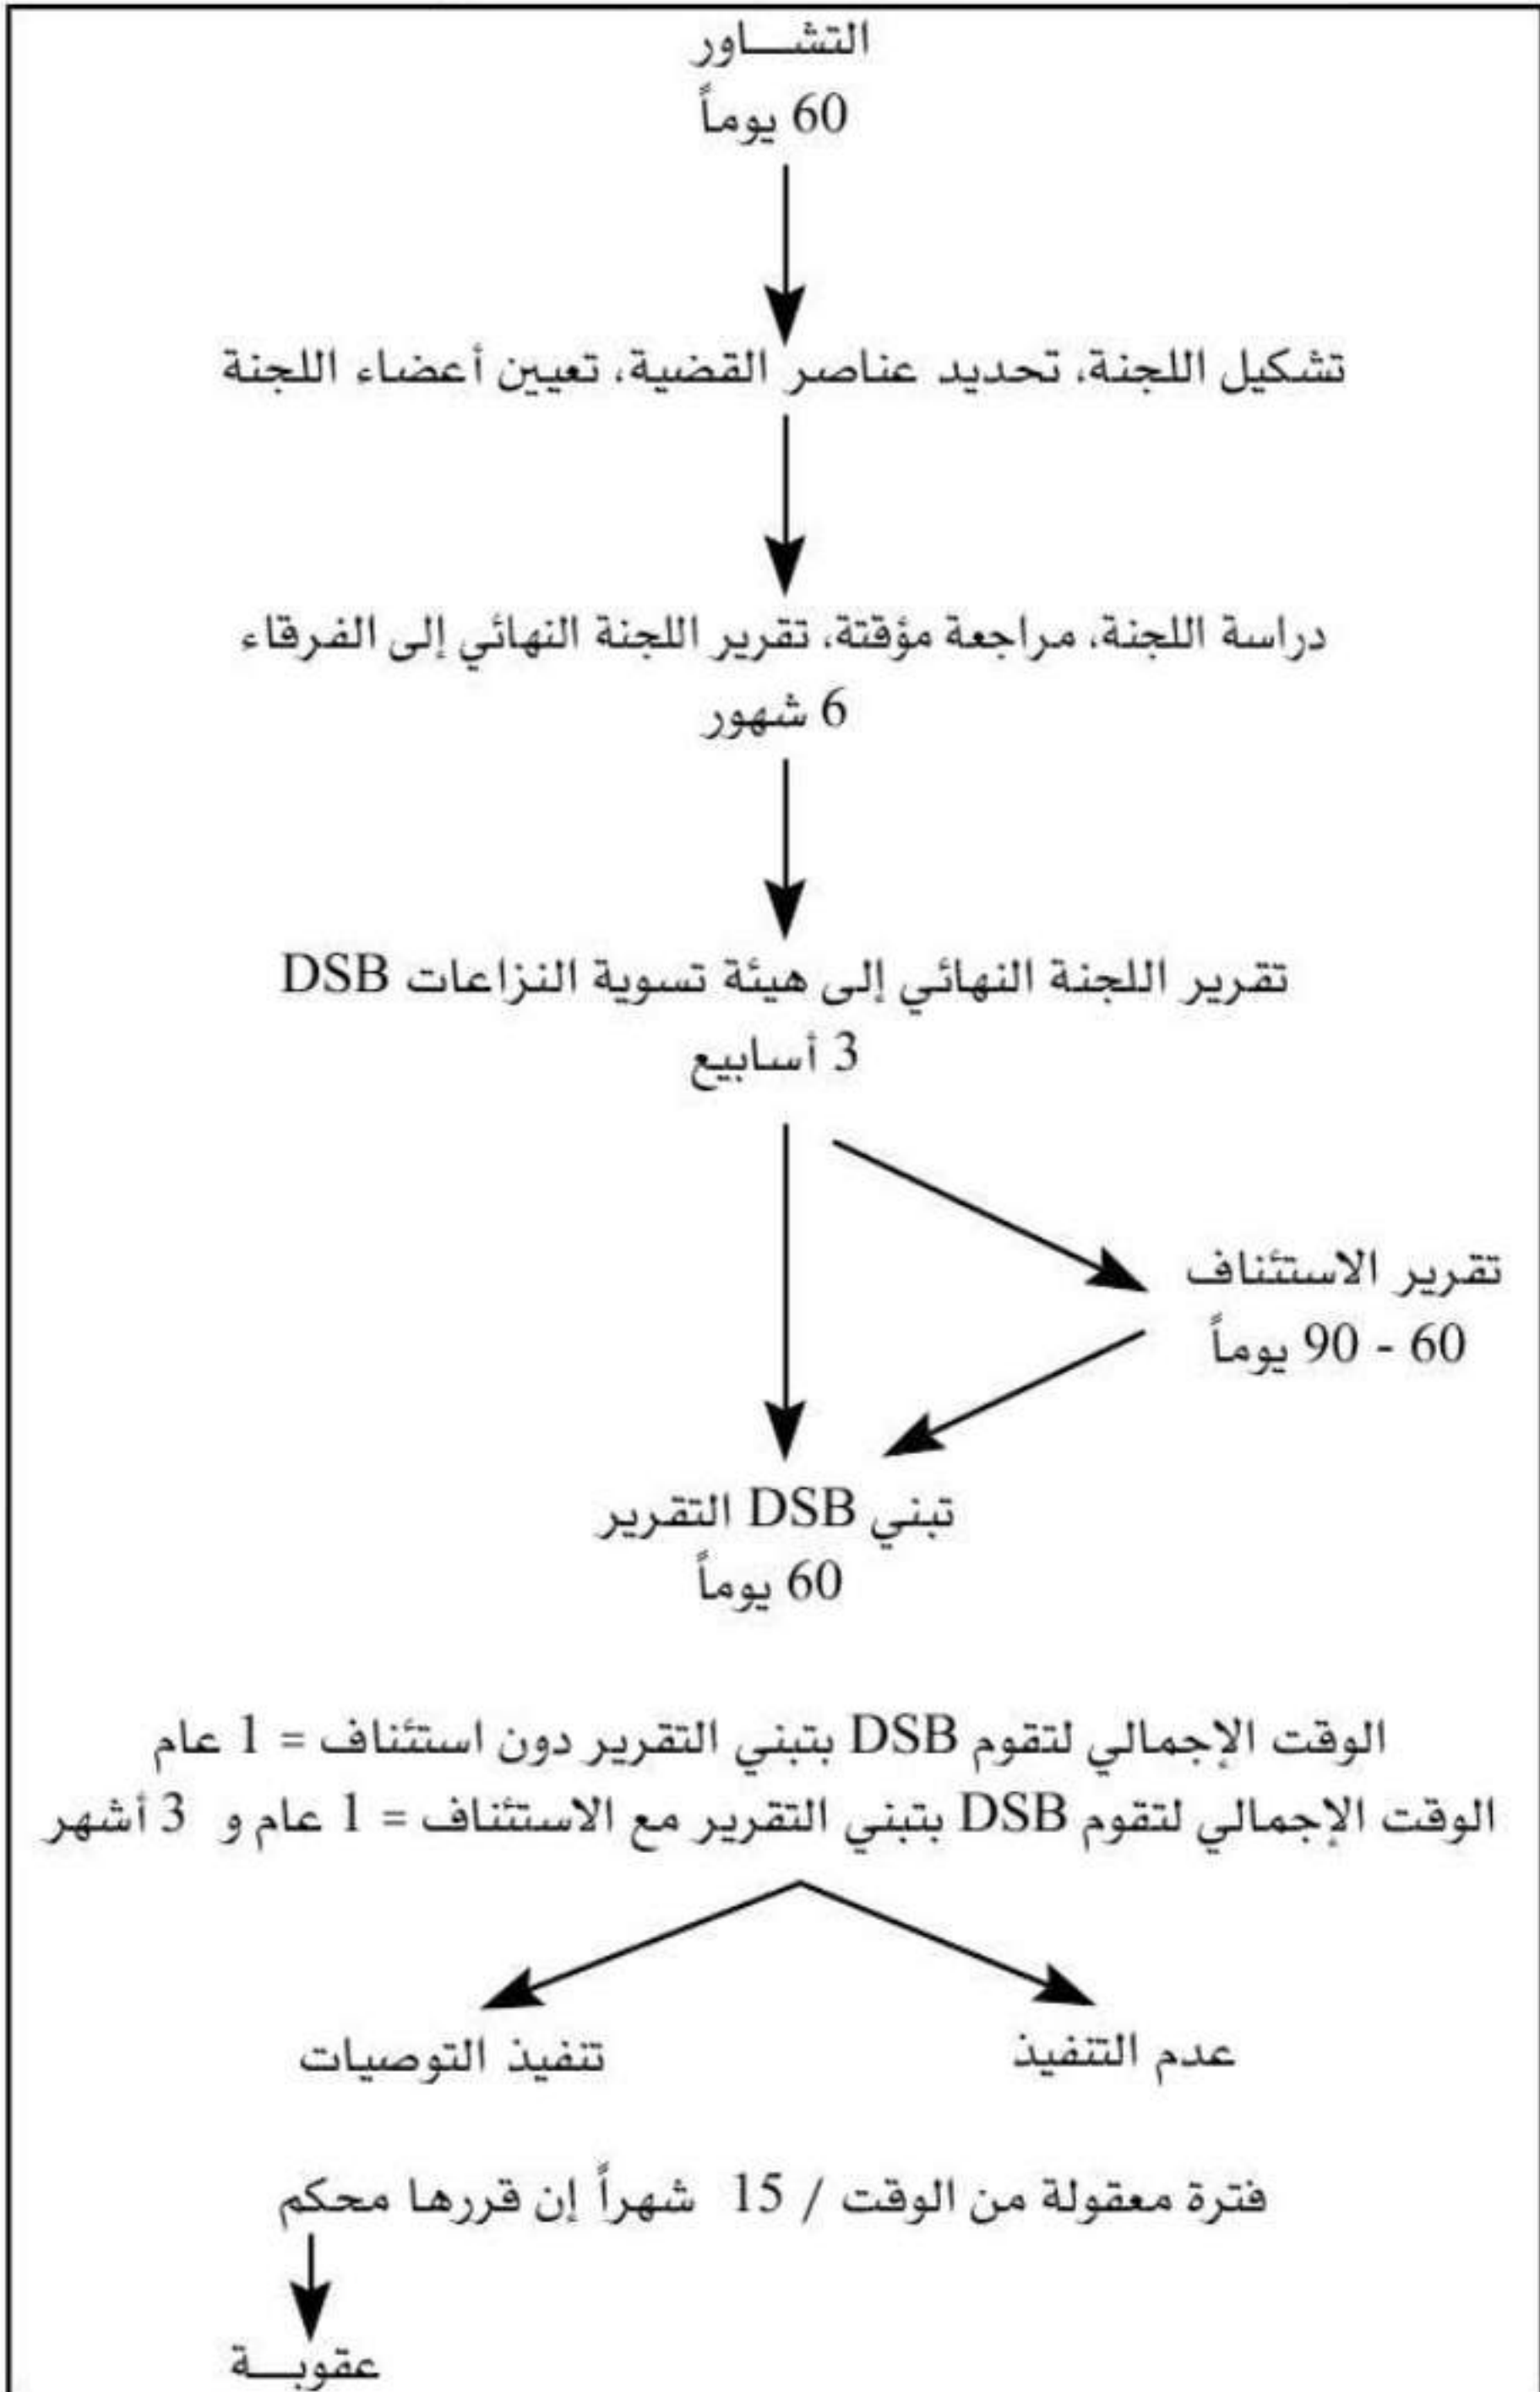 التشاور
60 يوماً
تشكيل اللجنة، تحديد عناصر القضية، تعيين أعضاء اللجنة
دراسة اللجنة، مراجعة مؤقتة، تقرير اللجنة النهائي إلى الفرقاء
6 شهور
تقرير اللجنة النهائي إلى هيئة تسوية النزاعات DSB
3 أسابيع
تقرير الاستئناف
60 - 90 يوماً
تبني DSB التقرير
60 يوماً
الوقت الإجمالي لتقوم DSB بتبني التقرير دون استئناف = 1 عام
الوقت الإجمالي لتقوم DSB بتبني التقرير مع الاستئناف = 1 عام و 3 أشهر
عدم التنفيذ
تنفيذ التوصيات
فترة معقولة من الوقت / 15 شهراً إن قررها محكم
عقوبة